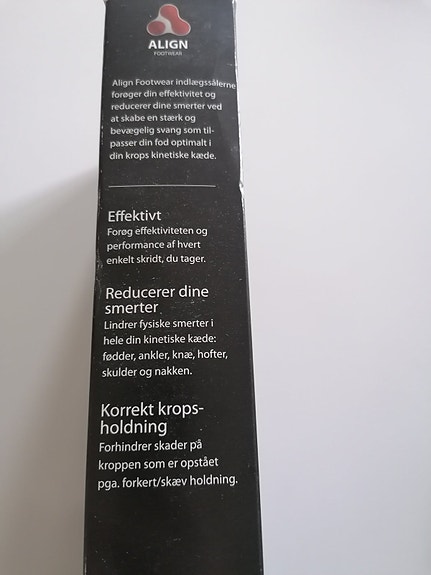 ALIGN
FOOTWEAR
Align Footwear indlægssålerne
forøger din effektivitet og
reducerer dine smerter ved
at skabe en stærk og
bevægelig svang som til-
passer din fod optimalt i
din krops kinetiske kæde.
Effektivt
Forøg effektiviteten og
performance af hvert
enkelt skridt, du tager.
Reducerer dine
smerter
Lindrer fysiske smerter i
hele din kinetiske kæde:
fødder, ankler, knæ, hofter,
skulder og nakken.
Korrekt krops-
holdning
Forhindrer skader på
kroppen som er opstået
pga. forkert/skæv holdning.